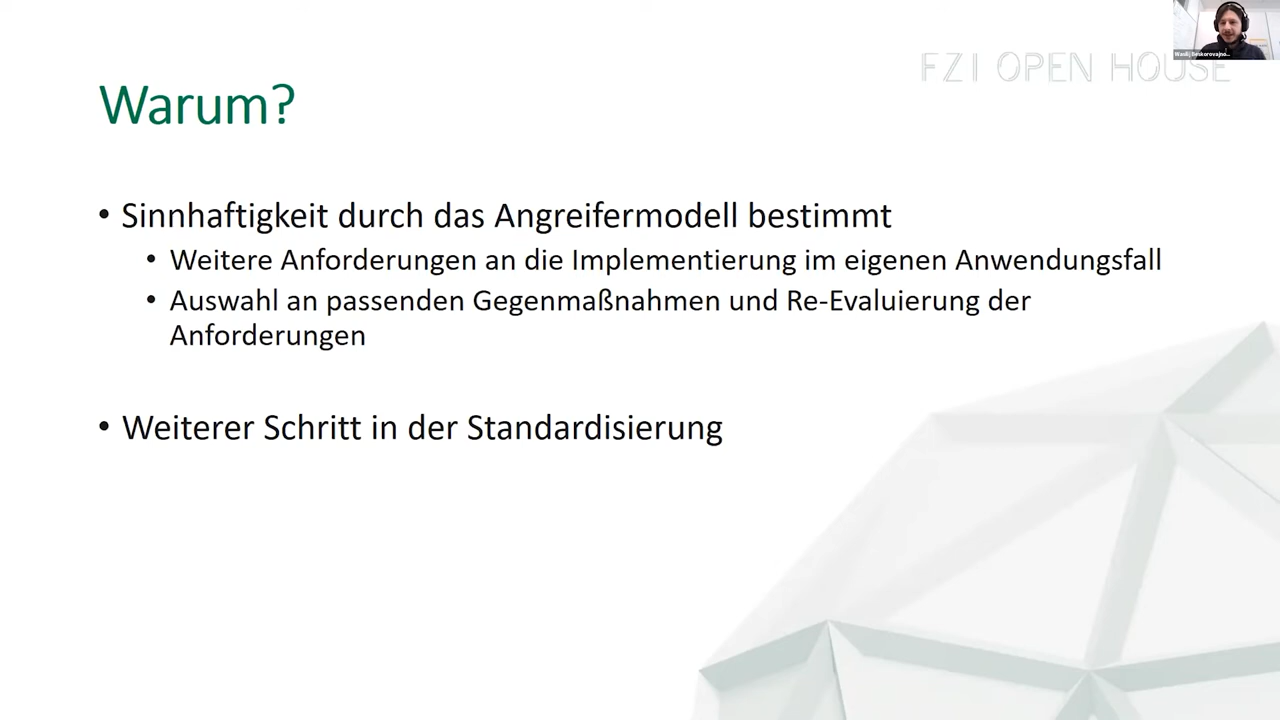 FZI OPEN HOUSE
Warum?
• Sinnhaftigkeit durch das Angreifermodell bestimmt
• Weitere Anforderungen an die Implementierung im eigenen Anwendungsfall
• Auswahl an passenden Gegenmaßnahmen und Re-Evaluierung der
Anforderungen
• Weiterer Schritt in der Standardisierung